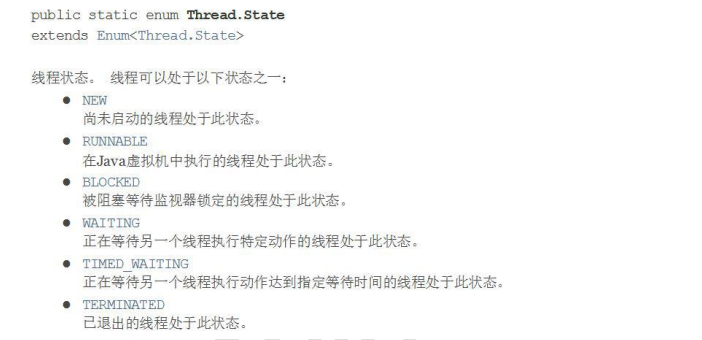 public static enum Thread.State
extends Enum<Thread.State>
线程状态。 线程可以处于以下状态之一：
● NEW
尚未启动的线程处于此状态。
● RUNNABLE
在Java虚拟机中执行的线程处于此状态。
● BLOCKED
被阻塞等待监视器锁定的线程处于此状态。
● WAITING
正在等待另一个线程执行特定动作的线程处于此状态。
● TIMED_WAITING
正在等待另一个线程执行动作达到指定等待时间的线程处于此状态。
● TERMINATED
已退出的线程处于此状态。